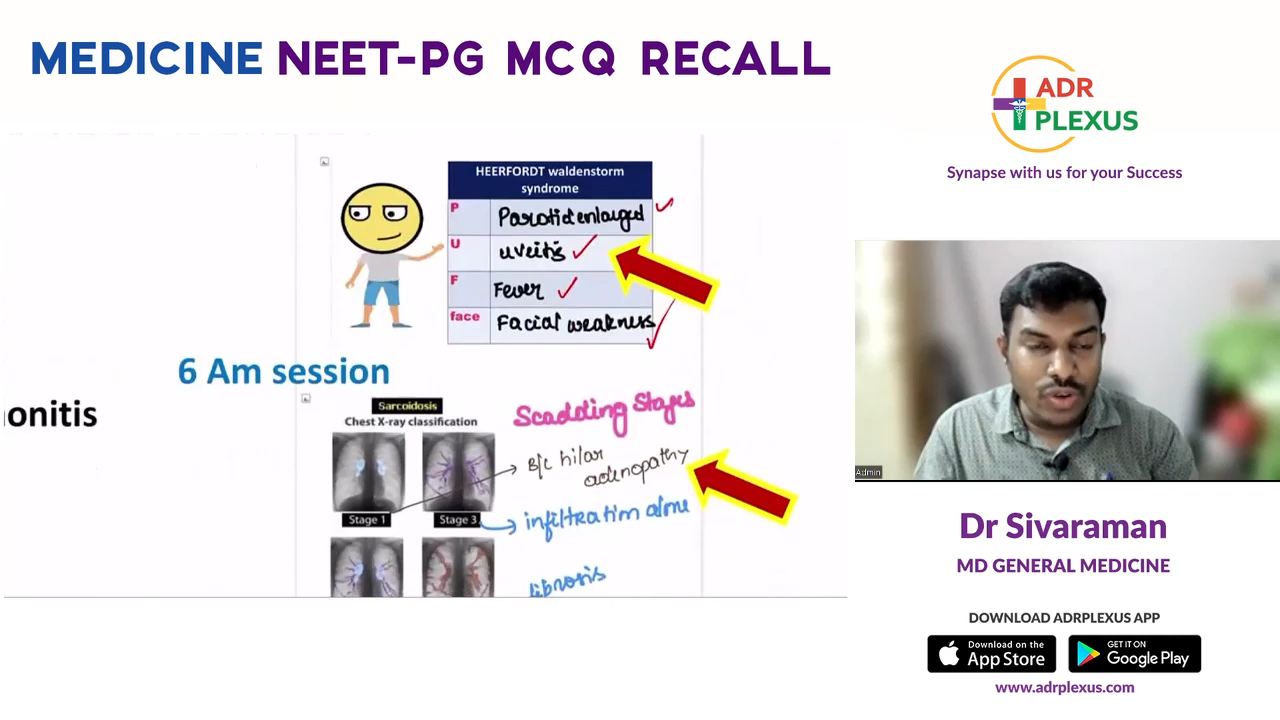 MEDICINE NEET-PG MCQ RECALL
ADR
PLEXUS
Synapse with us for your Success
HEERFORDT waldenstorm
syndrome
P Parotid enlarged
U uveitis
F Fever
face Facial weakness
6 Am session
onitis
Sarcoidosis
Chest X-ray classification
Scadding Stages
B/c hilar
adenopathy
Stage 1
Stage 3
infiltration alone
fibrosis
Admin
Dr Sivaraman
MD GENERAL MEDICINE
DOWNLOAD ADRPLEXUS APP
Download on the
App Store
GET IT ON
Google Play
www.adrplexus.com